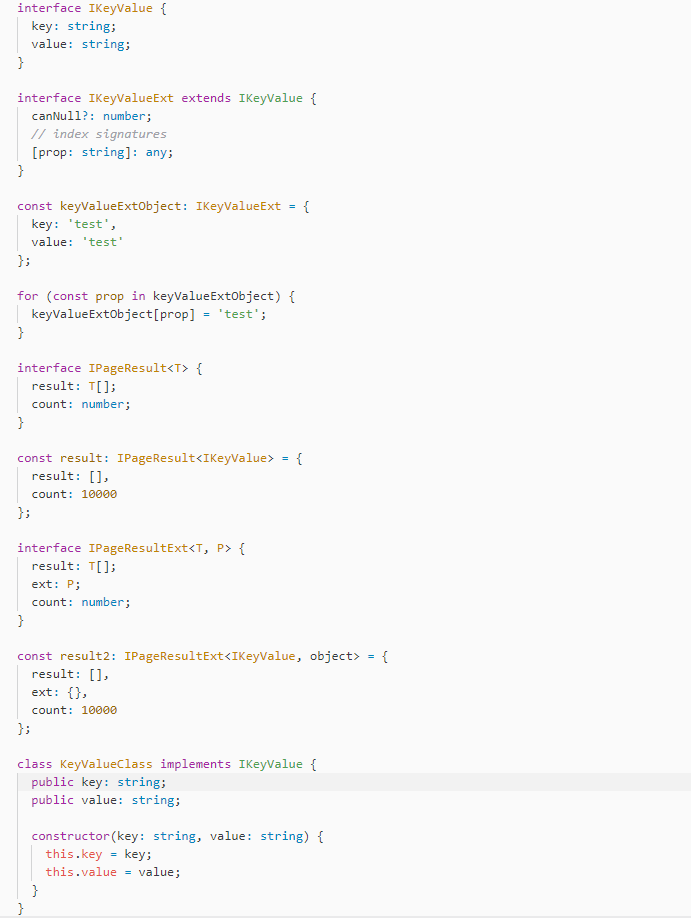 interface IKeyValue {
  key: string;
  value: string;
}

interface IKeyValueExt extends IKeyValue {
  canNull?: number;
  // index signatures
  [prop: string]: any;
}

const keyValueExtObject: IKeyValueExt = {
  key: 'test',
  value: 'test'
};

for (const prop in keyValueExtObject) {
  keyValueExtObject[prop] = 'test';
}

interface IPageResult<T> {
  result: T[];
  count: number;
}

const result: IPageResult<IKeyValue> = {
  result: [],
  count: 10000
};

interface IPageResultExt<T, P> {
  result: T[];
  ext: P;
  count: number;
}

const result2: IPageResultExt<IKeyValue, object> = {
  result: [],
  ext: {},
  count: 10000
};

class KeyValueClass implements IKeyValue {
  public key: string;
  public value: string;

  constructor(key: string, value: string) {
    this.key = key;
    this.value = value;
  }
}